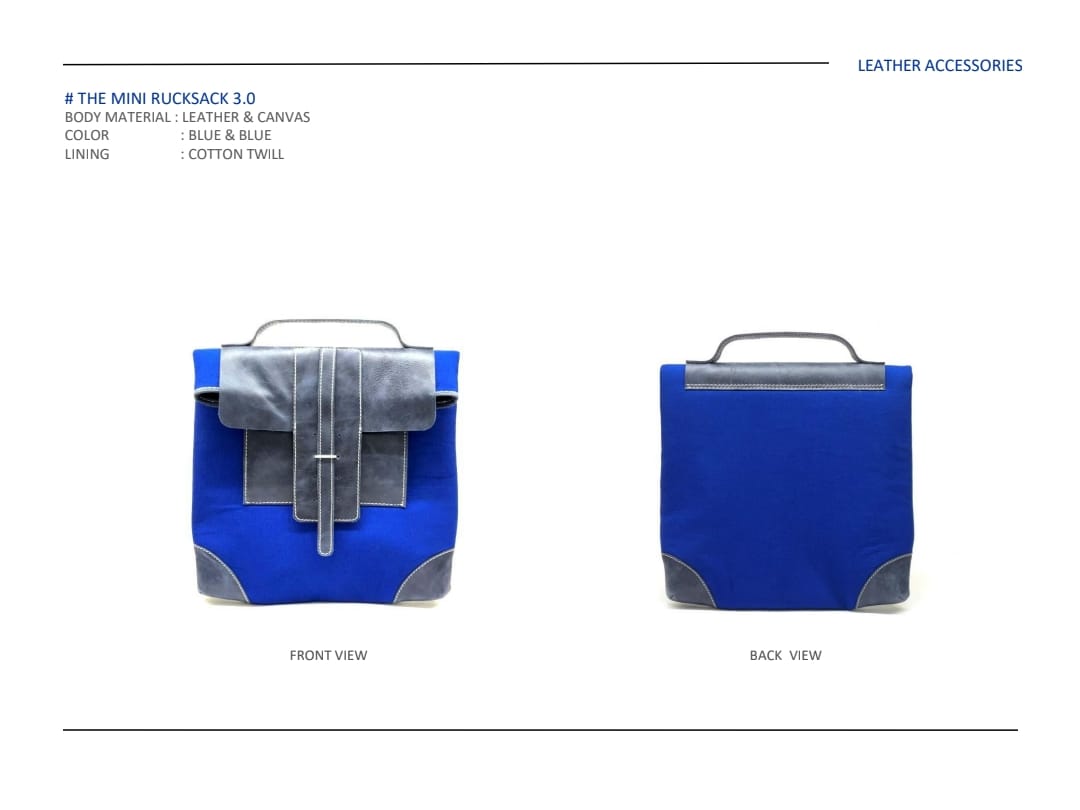 LEATHER ACCESSORIES
# THE MINI RUCKSACK 3.0
BODY MATERIAL : LEATHER & CANVAS
COLOR : BLUE & BLUE
LINING : COTTON TWILL
FRONT VIEW
BACK VIEW